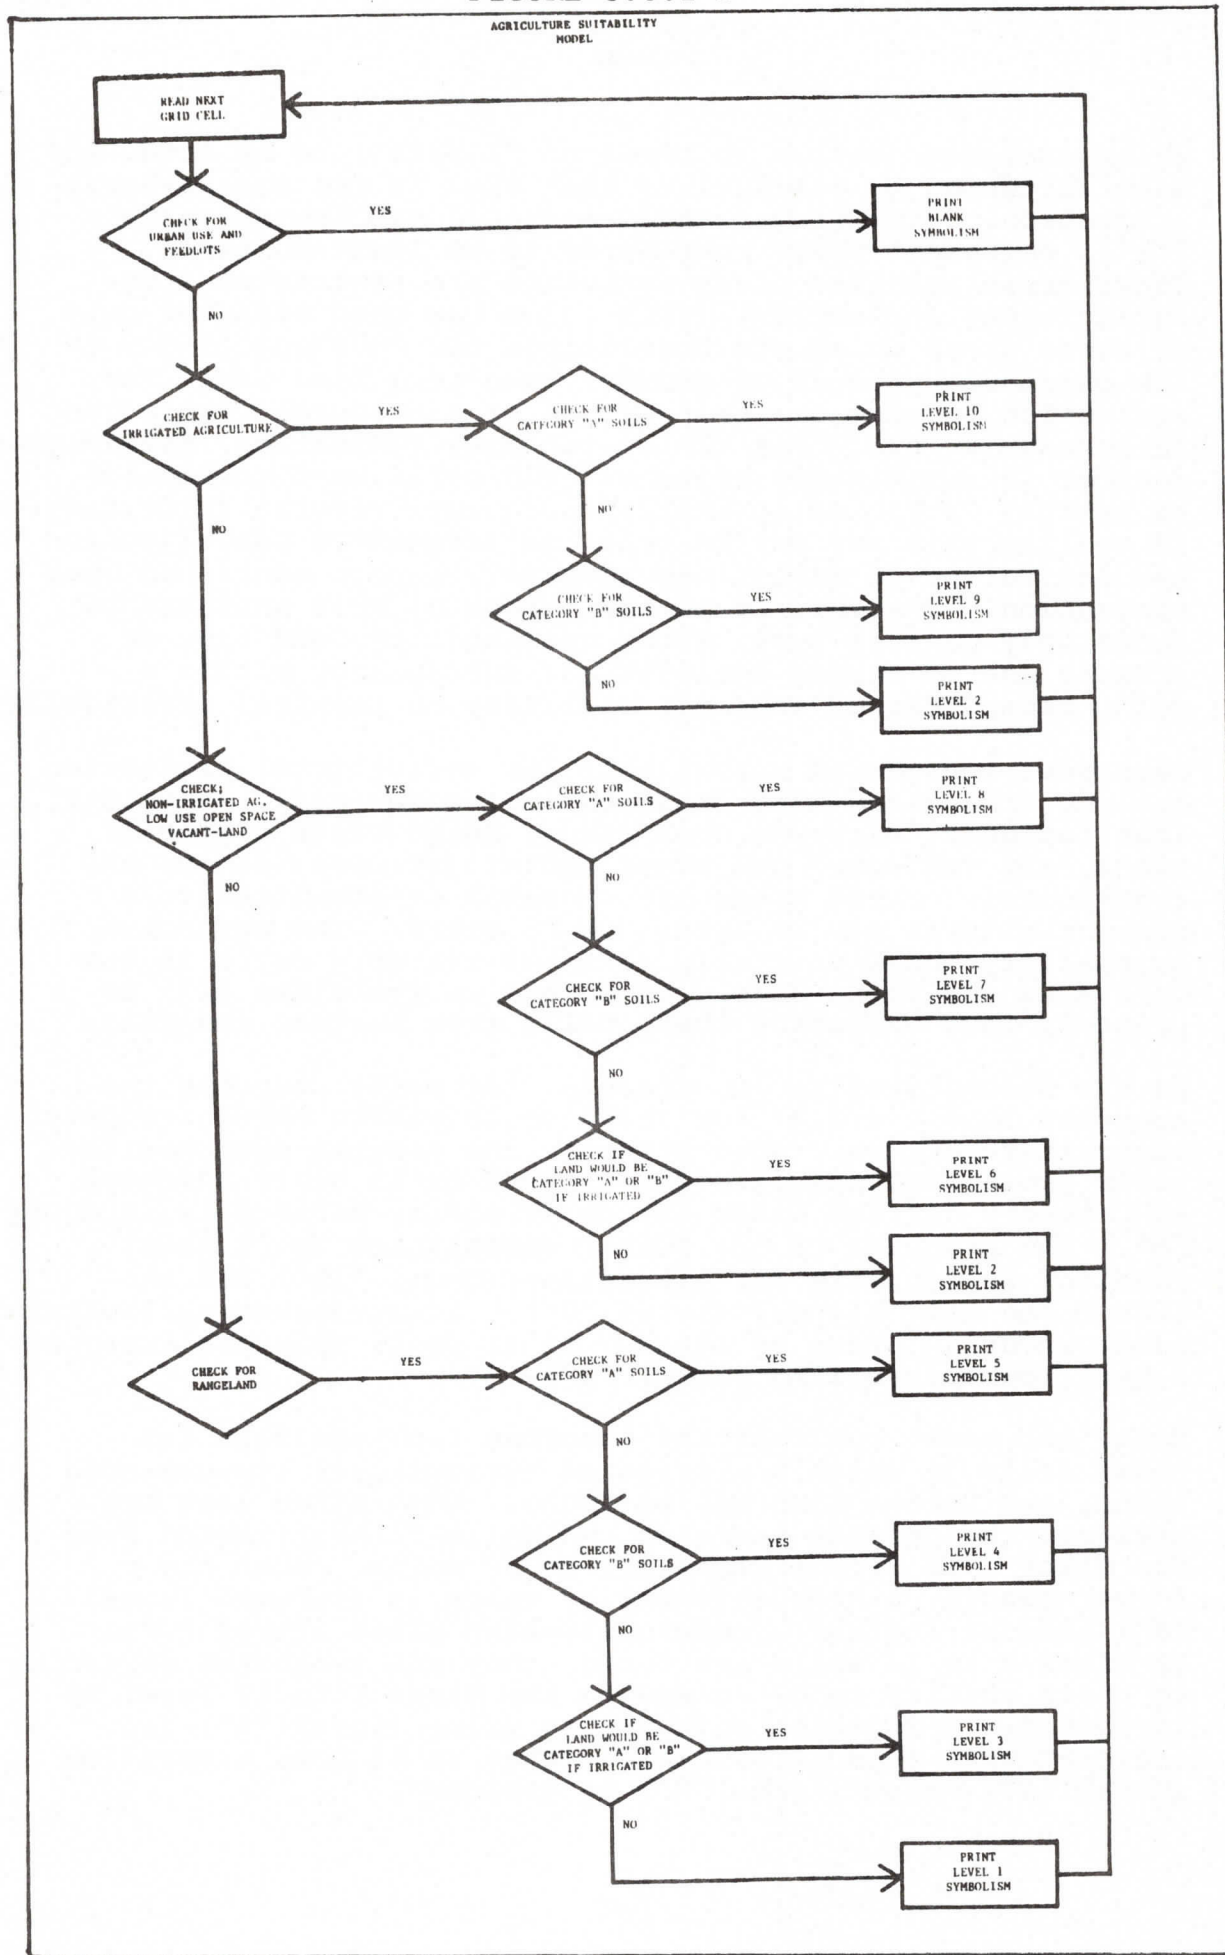 AGRICULTURE SUITABILITY
MODEL
READ NEXT
GRID CELL
CHECK FOR
URBAN USE AND
FEEDLOTS
YES
PRINT
BLANK
SYMBOLISM
NO
CHECK FOR
IRRIGATED AGRICULTURE
YES
CHECK FOR
CATEGORY "A" SOILS
YES
PRINT
LEVEL 10
SYMBOLISM
NO
NO
CHECK FOR
CATEGORY "B" SOILS
YES
PRINT
LEVEL 9
SYMBOLISM
NO
PRINT
LEVEL 2
SYMBOLISM
CHECK;
NON-IRRIGATED AG.
LOW USE OPEN SPACE
VACANT-LAND
YES
CHECK FOR
CATEGORY "A" SOILS
YES
PRINT
LEVEL 8
SYMBOLISM
NO
NO
CHECK FOR
CATEGORY "B" SOILS
YES
PRINT
LEVEL 7
SYMBOLISM
NO
CHECK IF
LAND WOULD BE
CATEGORY "A" OR "B"
IF IRRIGATED
YES
PRINT
LEVEL 6
SYMBOLISM
NO
PRINT
LEVEL 2
SYMBOLISM
CHECK FOR
RANGELAND
YES
CHECK FOR
CATEGORY "A" SOILS
YES
PRINT
LEVEL 5
SYMBOLISM
NO
CHECK FOR
CATEGORY "B" SOILS
YES
PRINT
LEVEL 4
SYMBOLISM
NO
CHECK IF
LAND WOULD BE
CATEGORY "A" OR "B"
IF IRRIGATED
YES
PRINT
LEVEL 3
SYMBOLISM
NO
PRINT
LEVEL 1
SYMBOLISM